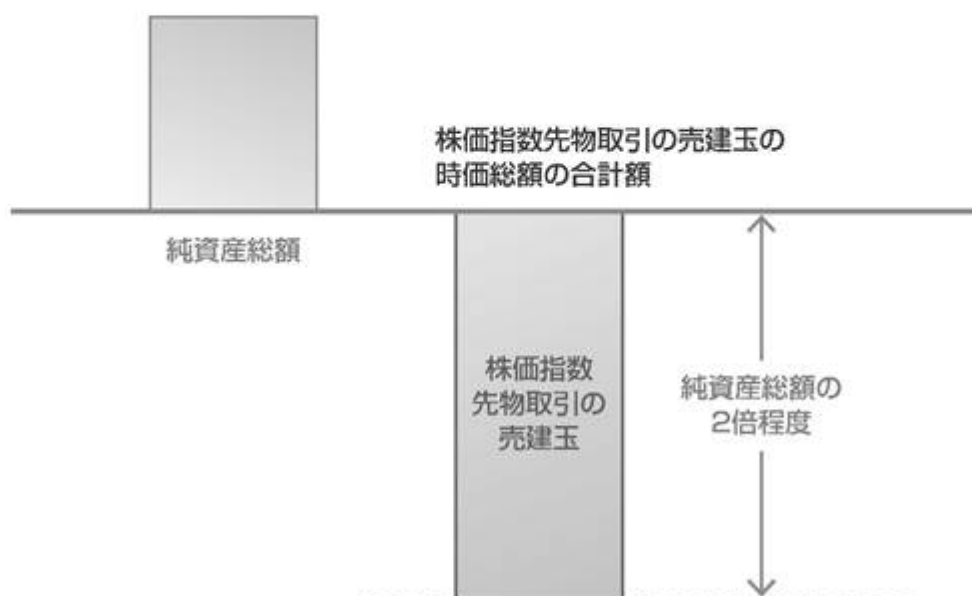 株価指数先物取引の売建玉の
時価総額の合計額
純資産総額
株価指数
先物取引の
売建玉
純資産総額の
2倍程度